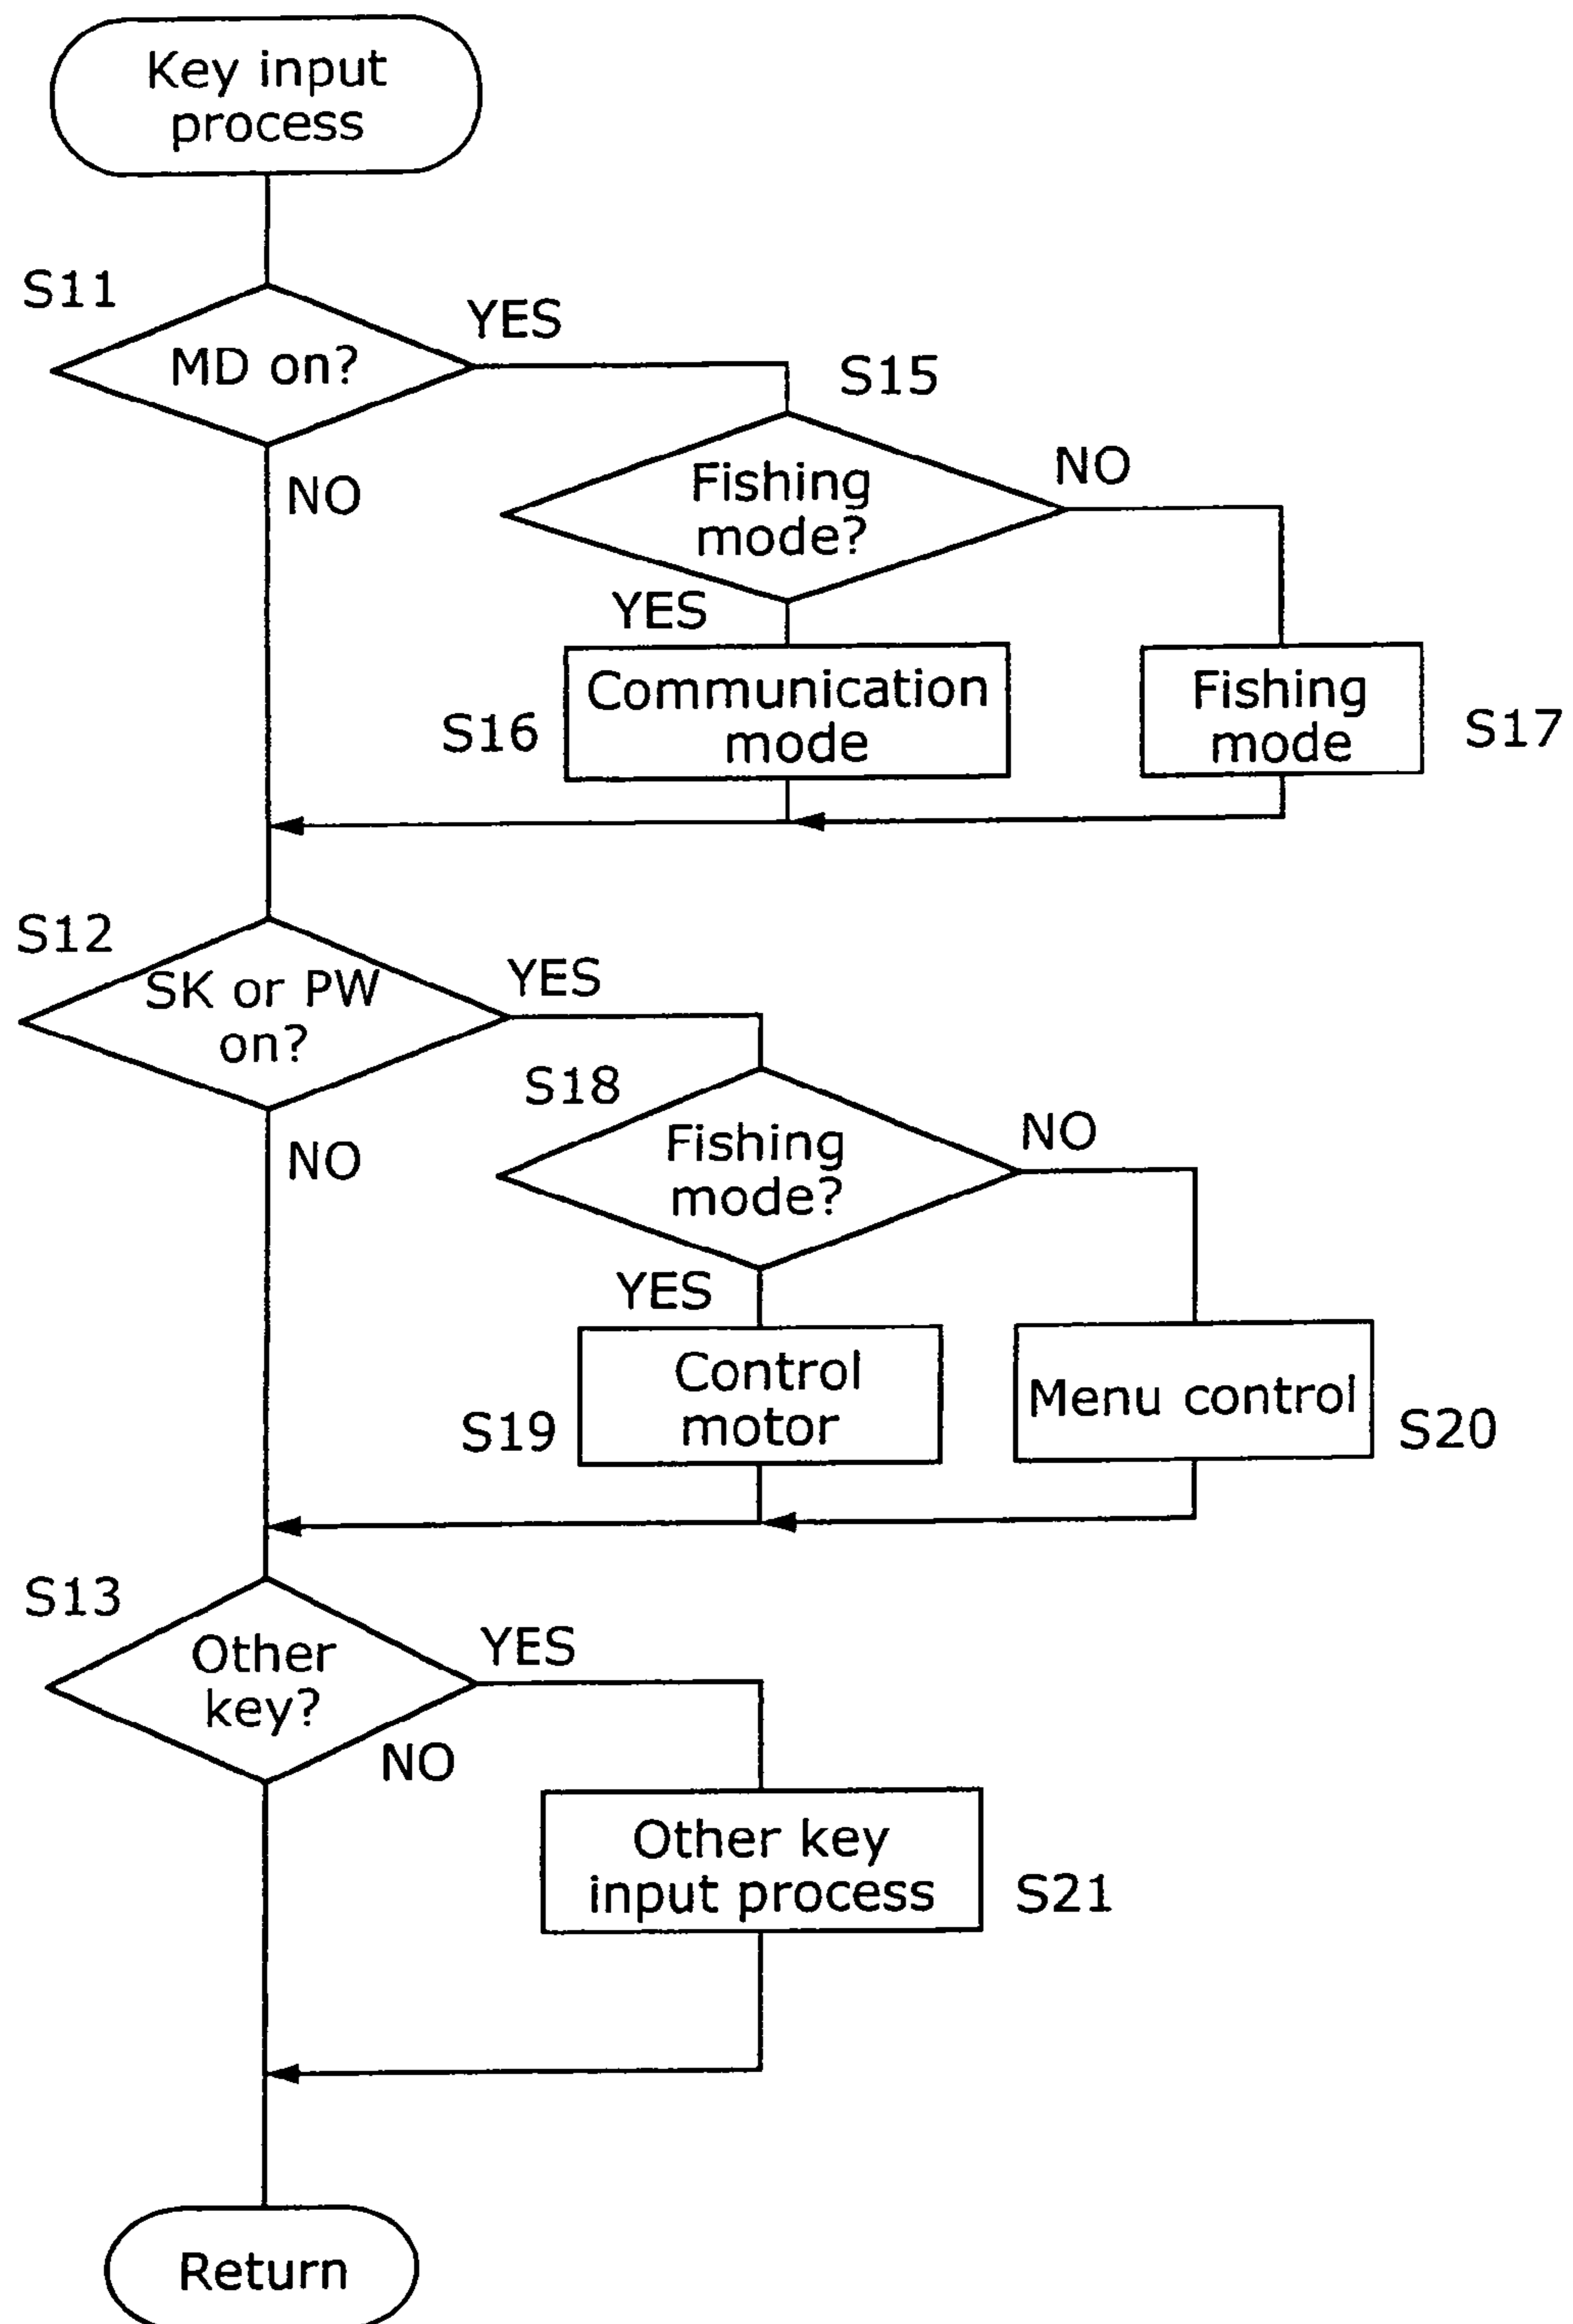 Key input
process
S11
MD on?
YES
NO
S15
Fishing
mode?
NO
YES
Communication
mode
S16
Fishing
mode
S17
S12
SK or PW
on?
YES
NO
S18
Fishing
mode?
NO
YES
Control
motor
S19
Menu control
S20
S13
Other
key?
YES
NO
Other key
input process
S21
Return